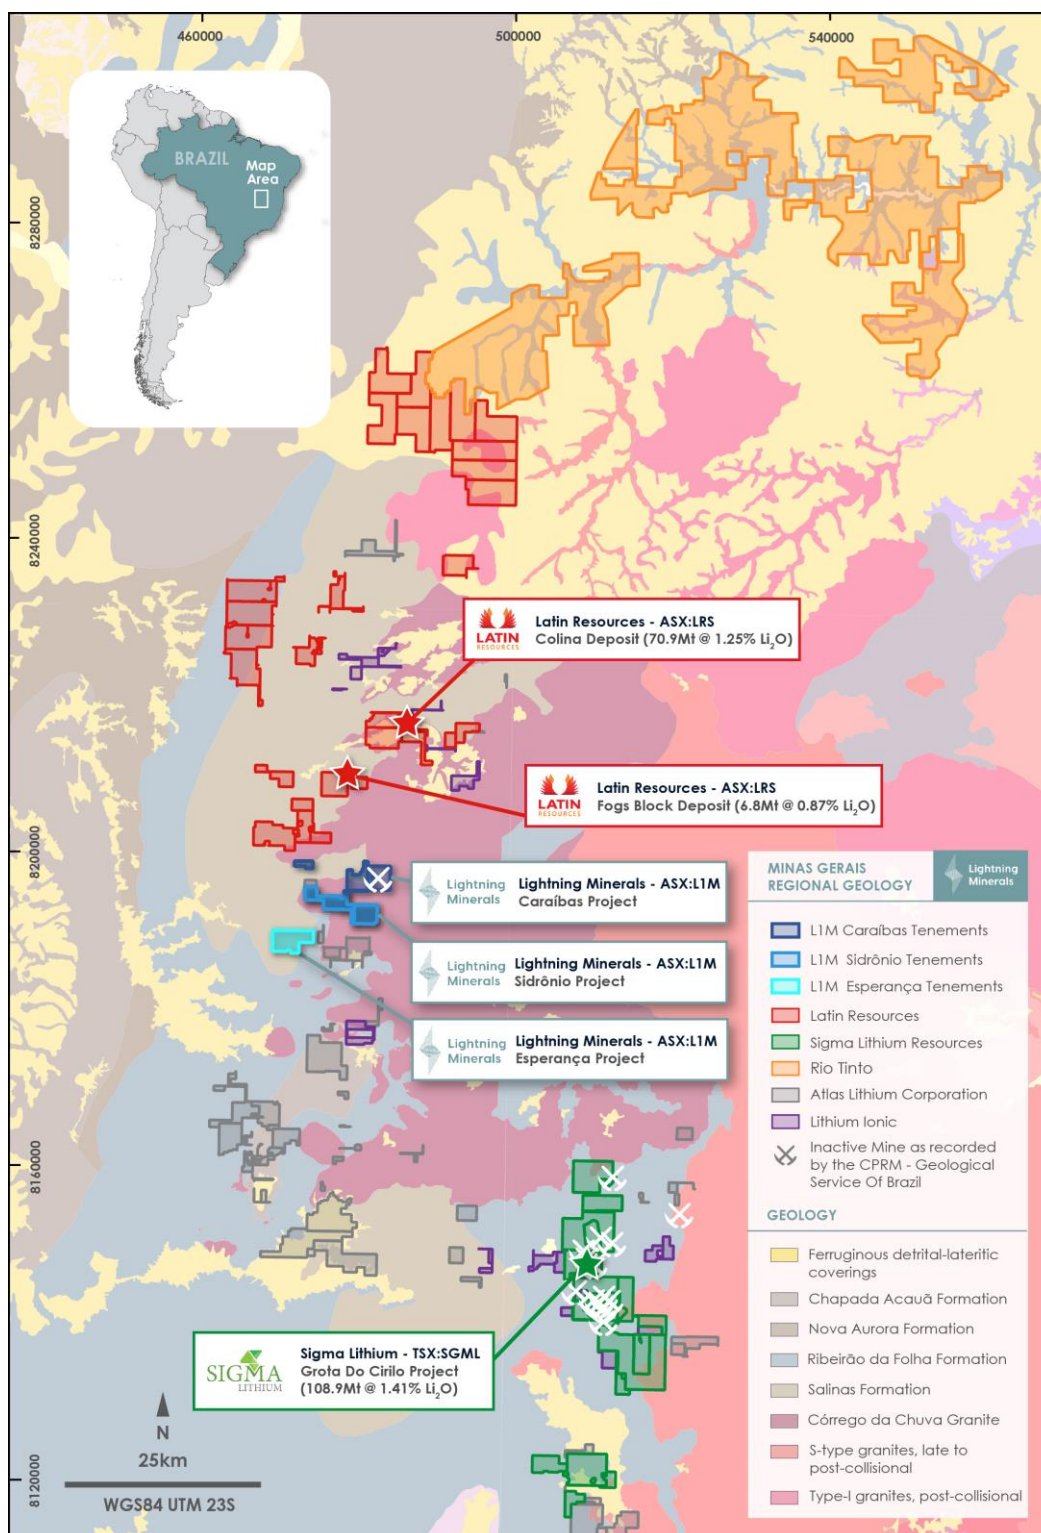 460000
500000
540000
BRAZIL
Map
Area
8280000
8240000
8200000
8160000
8120000
LATIN
RESOURCES
Latin Resources - ASX:LRS
Colina Deposit (70.9Mt @ 1.25% Li₂O)
LATIN
RESOURCES
Latin Resources - ASX:LRS
Fogs Block Deposit (6.8Mt @ 0.87% Li₂O)
Lightning
Minerals
Lightning Minerals - ASX:L1M
Caraíbas Project
Lightning
Minerals
Lightning Minerals - ASX:L1M
Sidrônio Project
Lightning
Minerals
Lightning Minerals - ASX:L1M
Esperança Project
SIGMA
LITHIUM
Sigma Lithium - TSX:SGML
Grota Do Cirilo Project
(108.9Mt @ 1.41% Li₂O)
N
25km
WGS84 UTM 23S
MINAS GERAIS
REGIONAL GEOLOGY
Lightning
Minerals
L1M Caraíbas Tenements
L1M Sidrônio Tenements
L1M Esperança Tenements
Latin Resources
Sigma Lithium Resources
Rio Tinto
Atlas Lithium Corporation
Lithium Ionic
Inactive Mine as recorded
by the CPRM - Geological
Service Of Brazil
GEOLOGY
Ferruginous detrital-lateritic
coverings
Chapada Acauã Formation
Nova Aurora Formation
Ribeirão da Folha Formation
Salinas Formation
Córrego da Chuva Granite
S-type granites, late to
post-collisional
Type-I granites, post-collisional